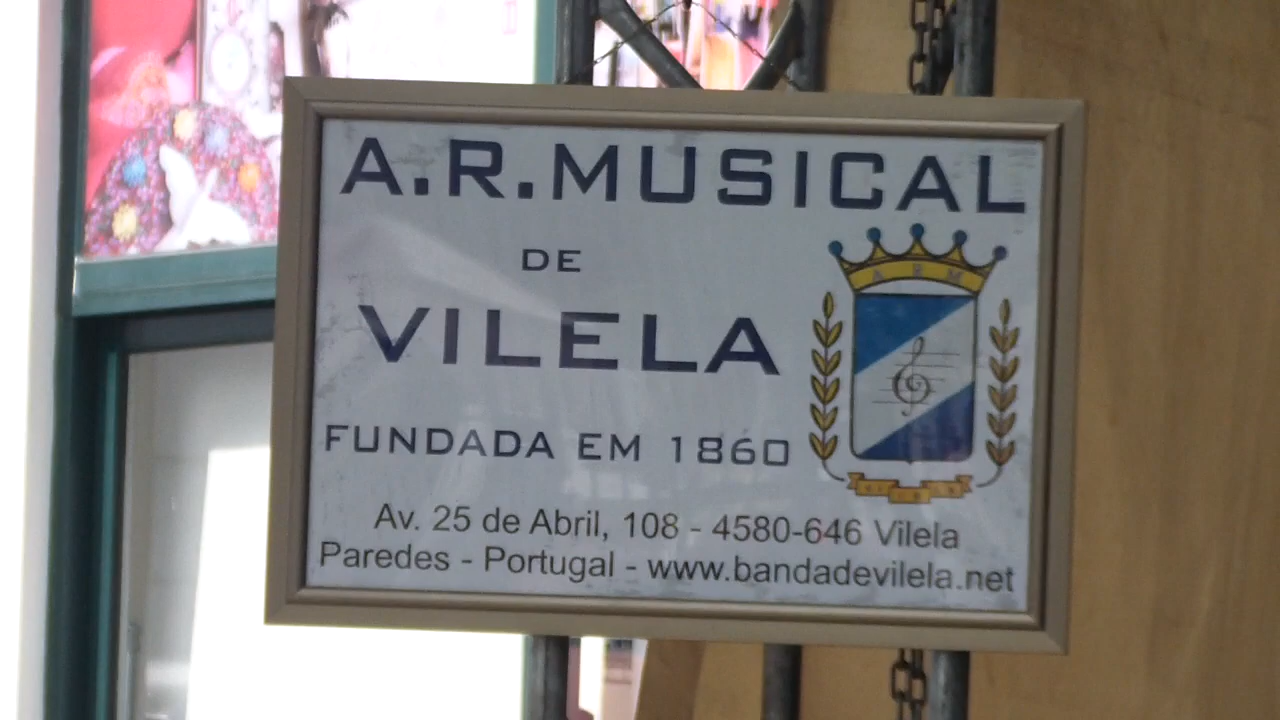 A.R.MUSICAL
DE
VILELA
FUNDADA EM 1860
Av. 25 de Abril, 108 - 4580-646 Vilela
Paredes - Portugal - www.bandadevilela.net
A R M